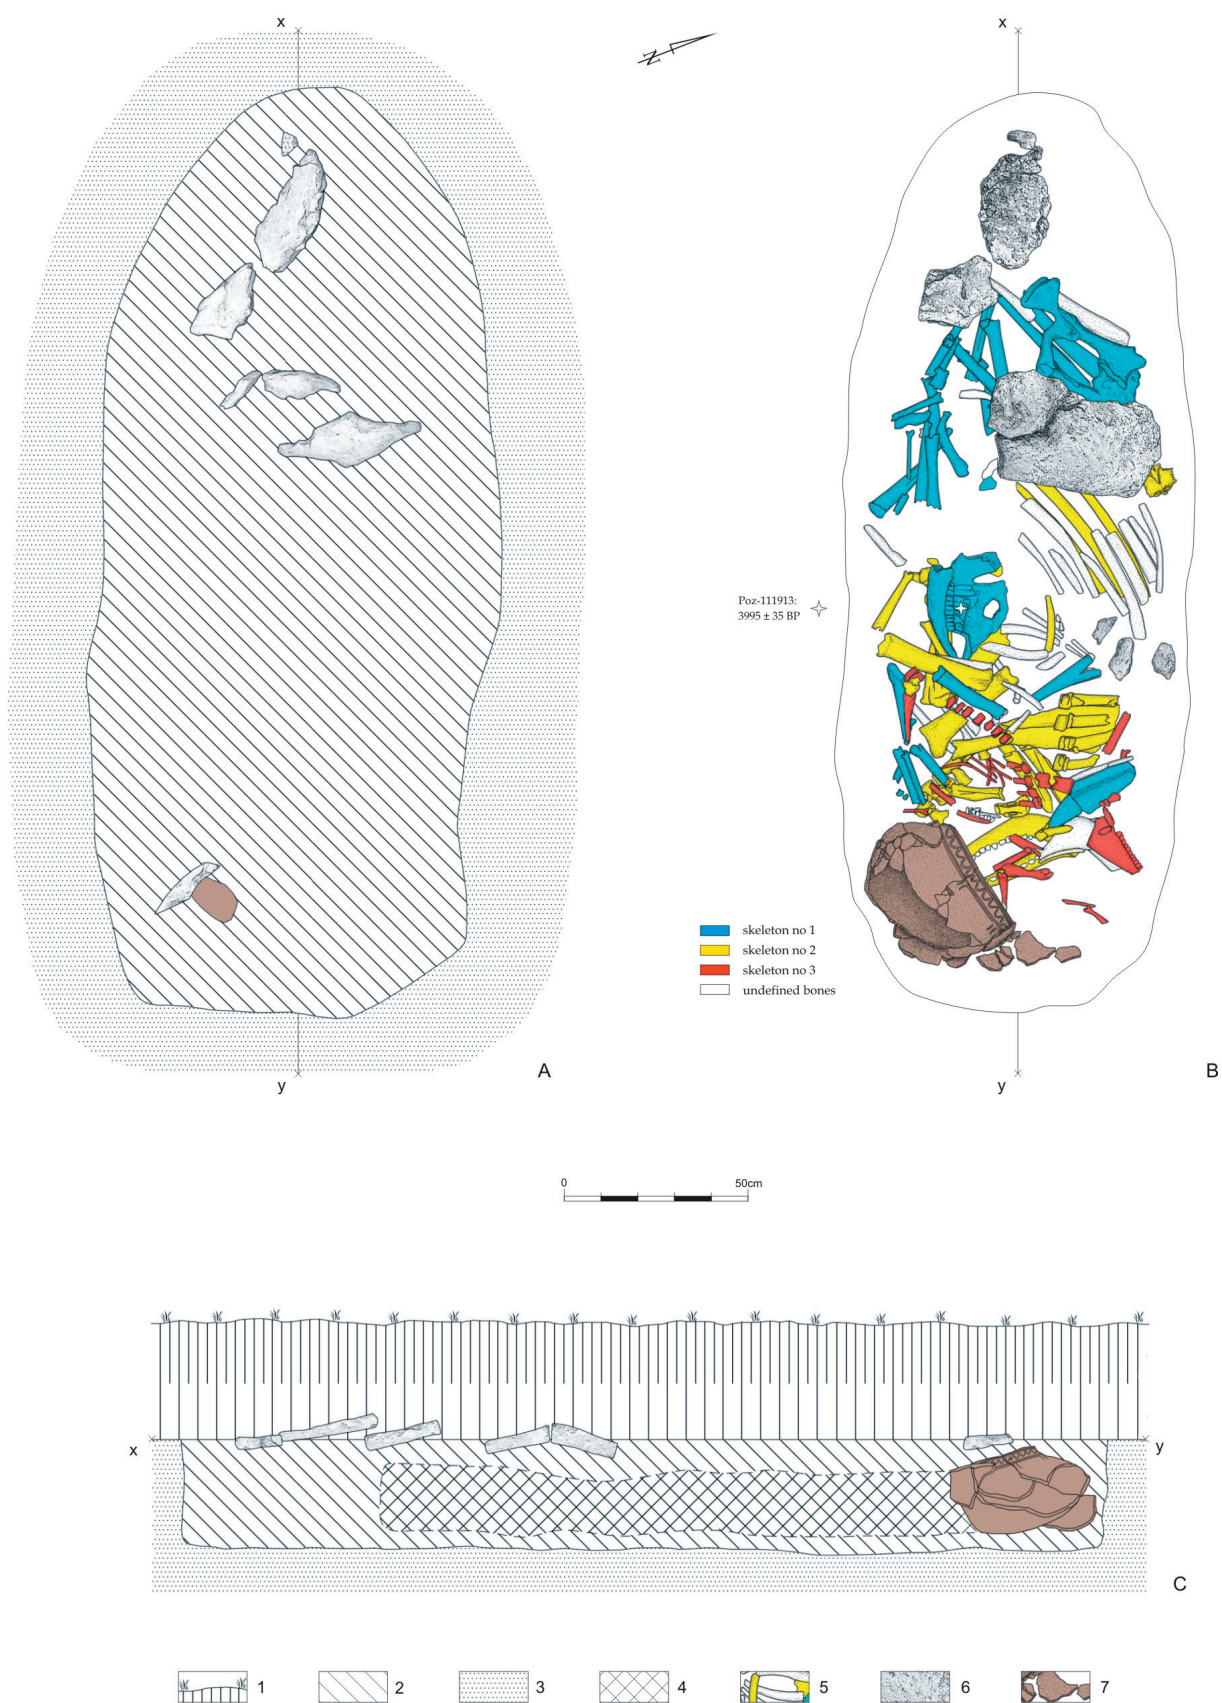 x
x
N
Poz-111913:
3995 ± 35 BP
skeleton no 1
skeleton no 2
skeleton no 3
undefined bones
A
B
y
y
0
50cm
x
y
C
1
2
3
4
5
6
7